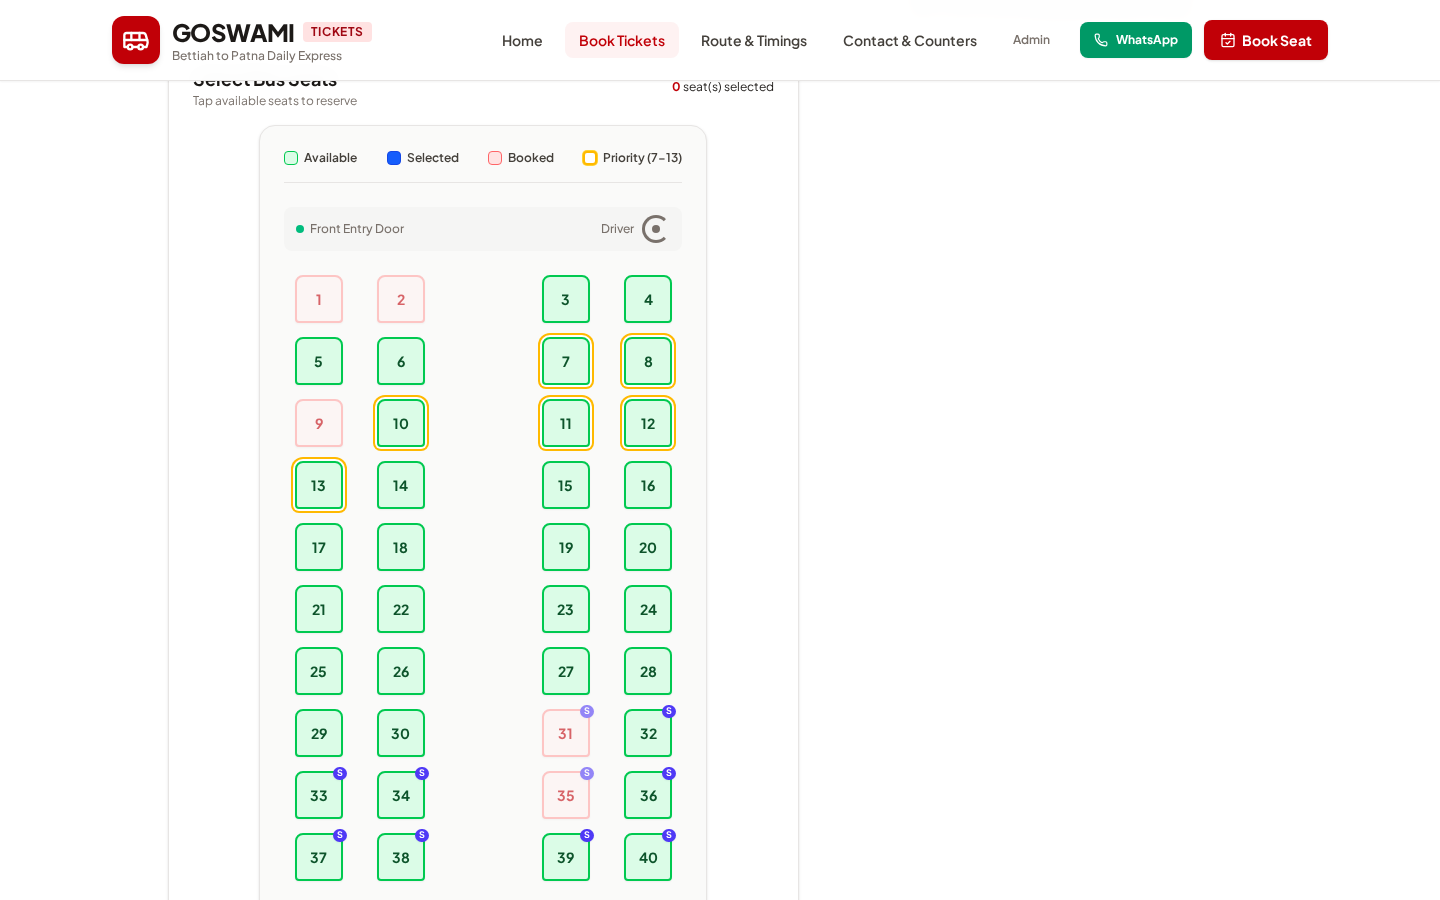 GOSWAMI TICKETS
Bettiah to Patna Daily Express
Home
Book Tickets
Route & Timings
Contact & Counters
Admin
WhatsApp
Book Seat
Select Bus Seats
Tap available seats to reserve
0 seat(s) selected
Available
Selected
Booked
Priority (7–13)
Front Entry Door
Driver
1 2 3 4
5 6 7 8
9 10 11 12
13 14 15 16
17 18 19 20
21 22 23 24
25 26 27 28
29 30 31 S 32 S
33 S 34 S 35 S 36 S
37 S 38 S 39 S 40 S